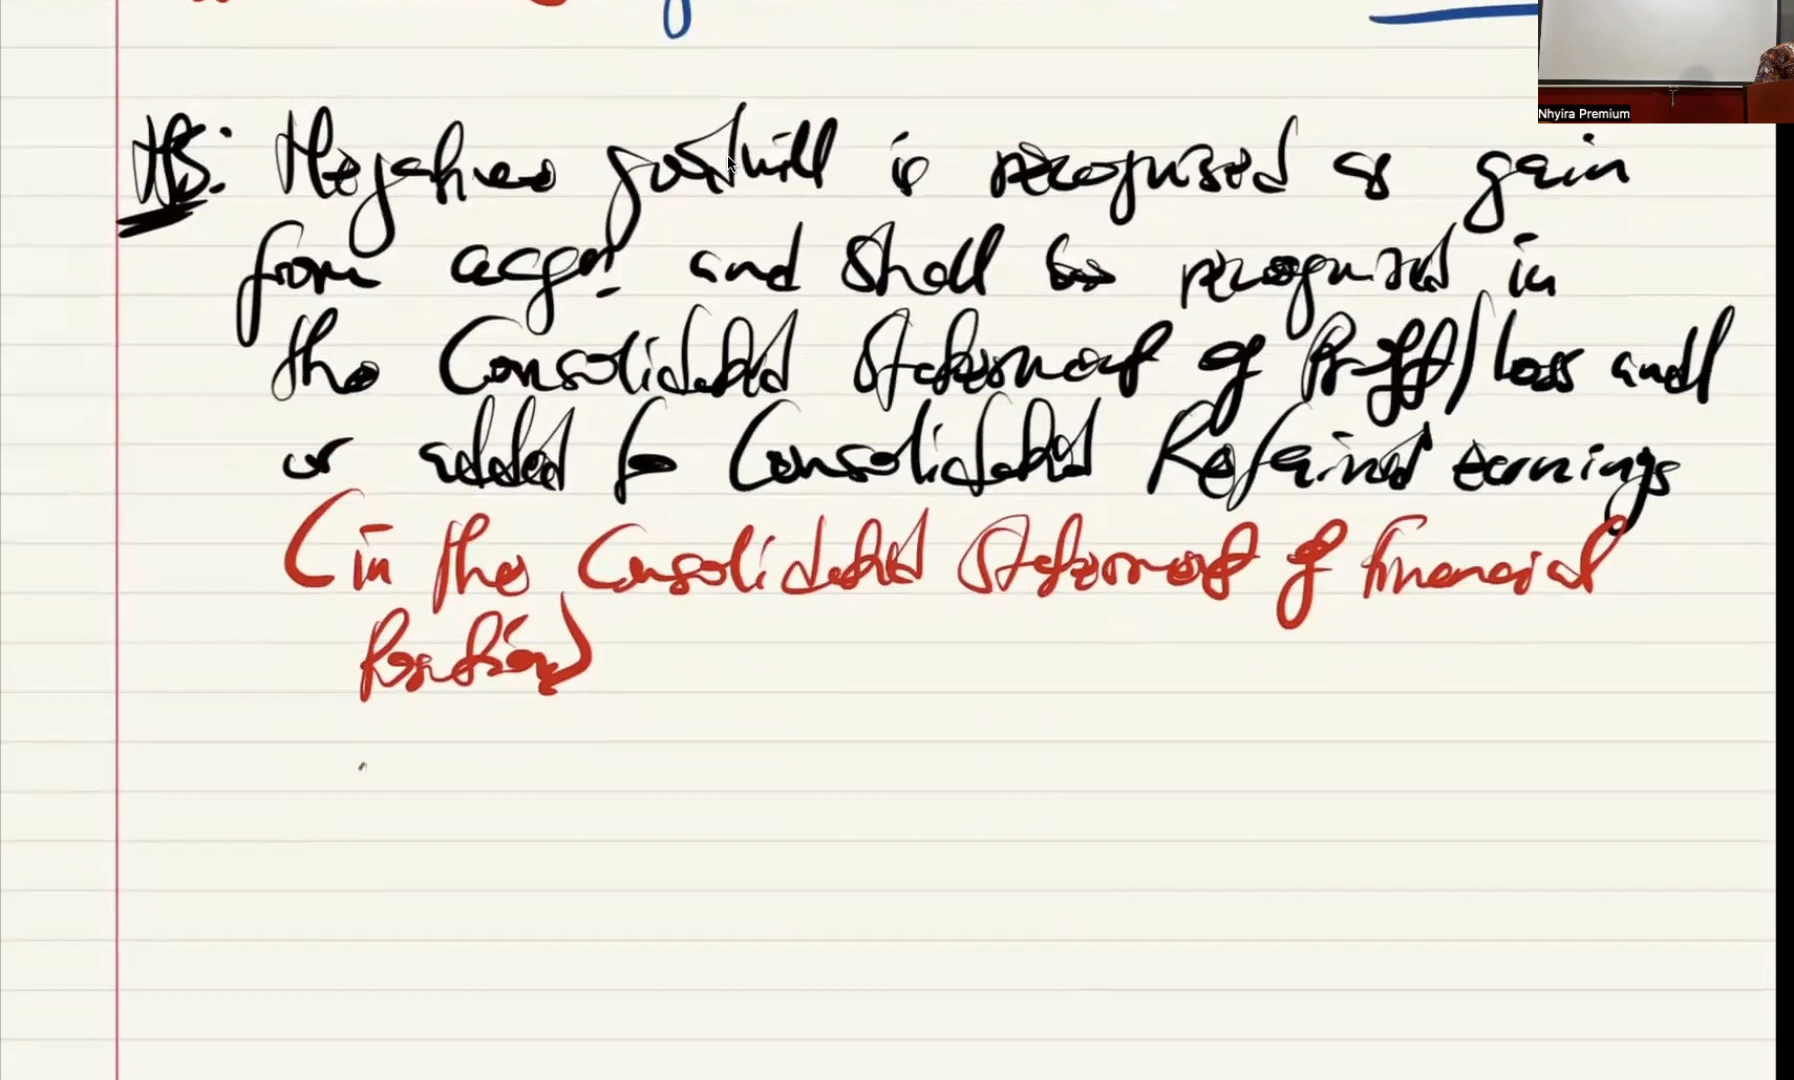 Nhyira Premium
NB: Negative goodwill is recognised as gain
from acqn. and shall be recognised in
the Consolidated Statement of Profit/loss and/
or added to Consolidated Retained earnings
(in the Consolidated Statement of financial
Position)